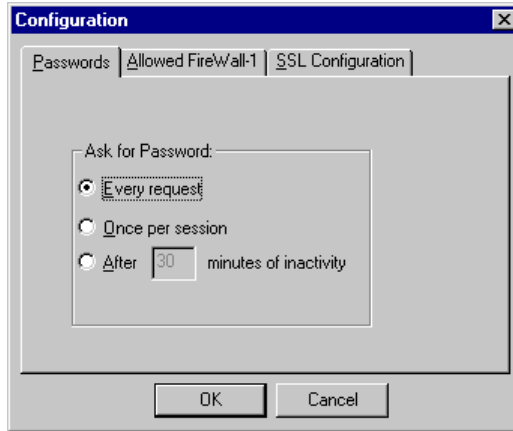 Configuration
Passwords Allowed FireWall-1 SSL Configuration
Ask for Password:
Every request
Once per session
After 30 minutes of inactivity
OK Cancel